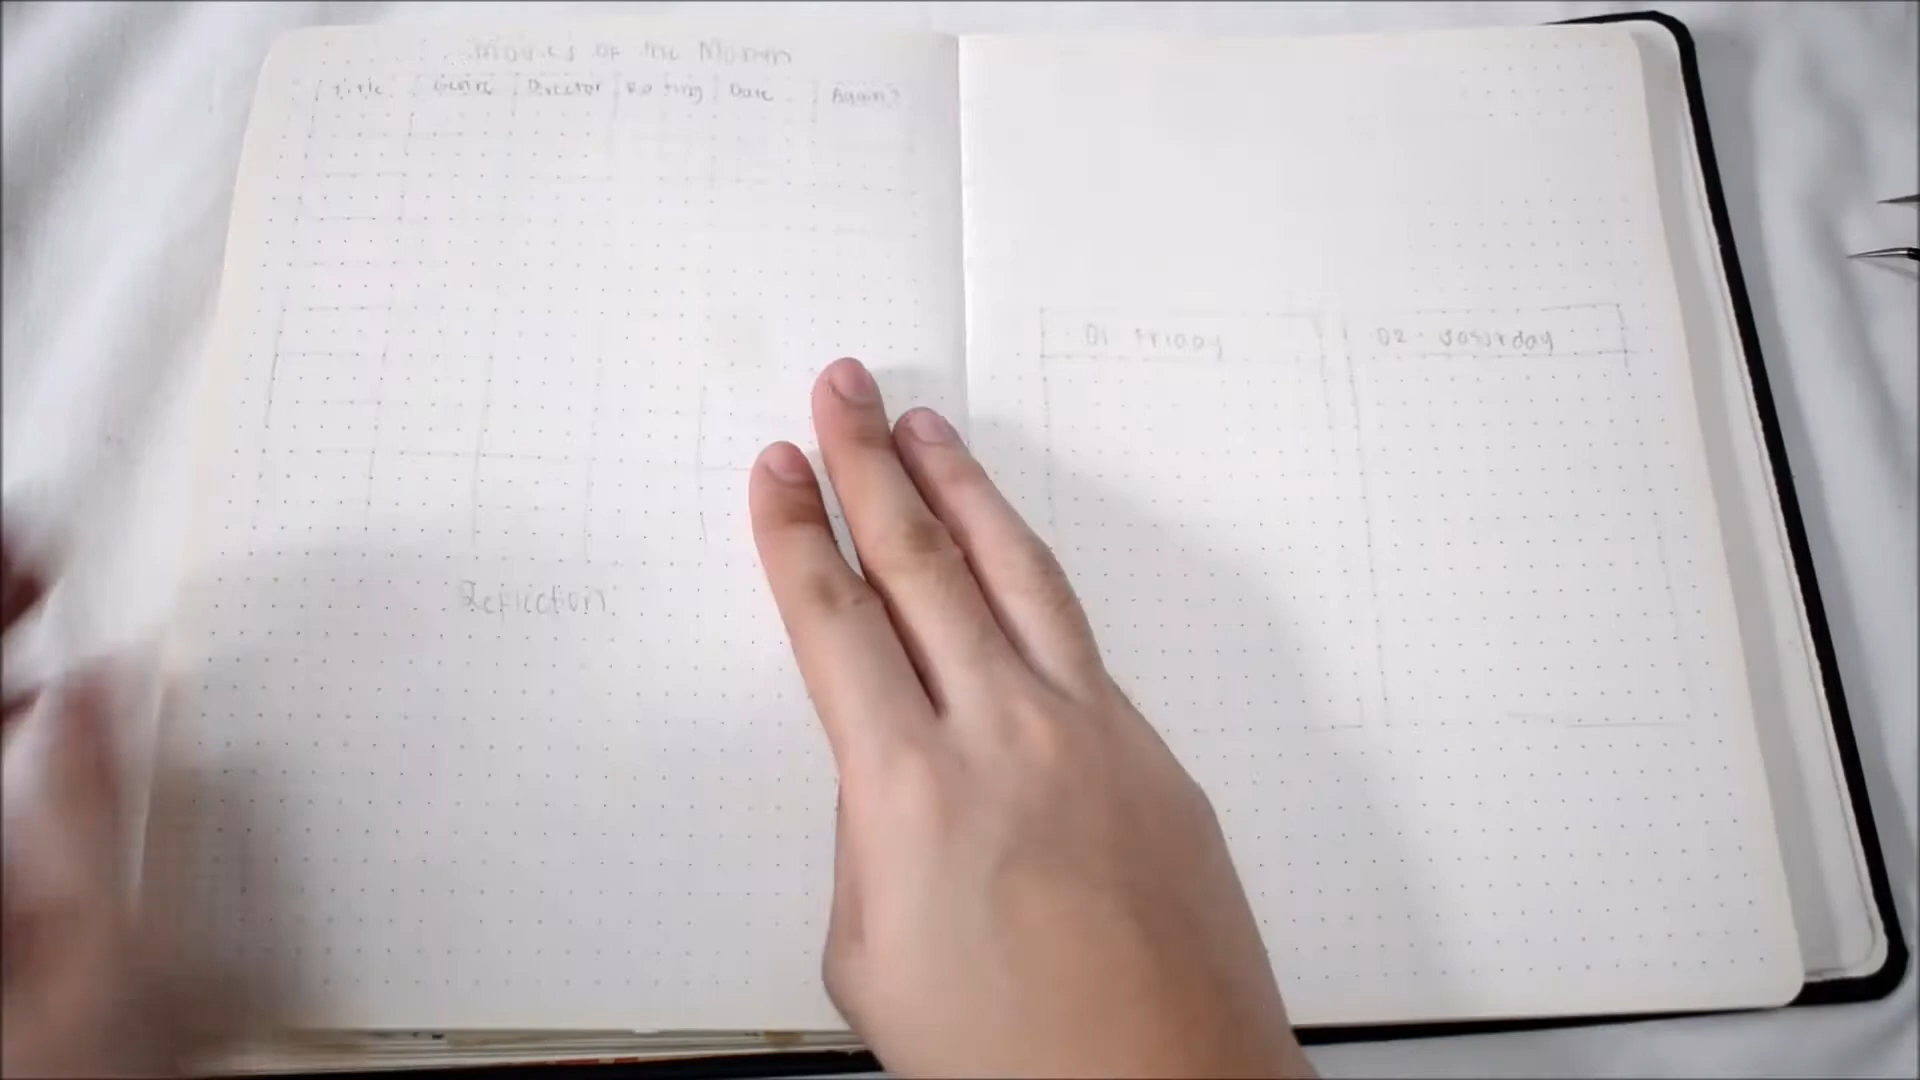 Movies of the Month
Title Genre Director Rating Date Again?
Reflection:
01 Friday
02 Saturday